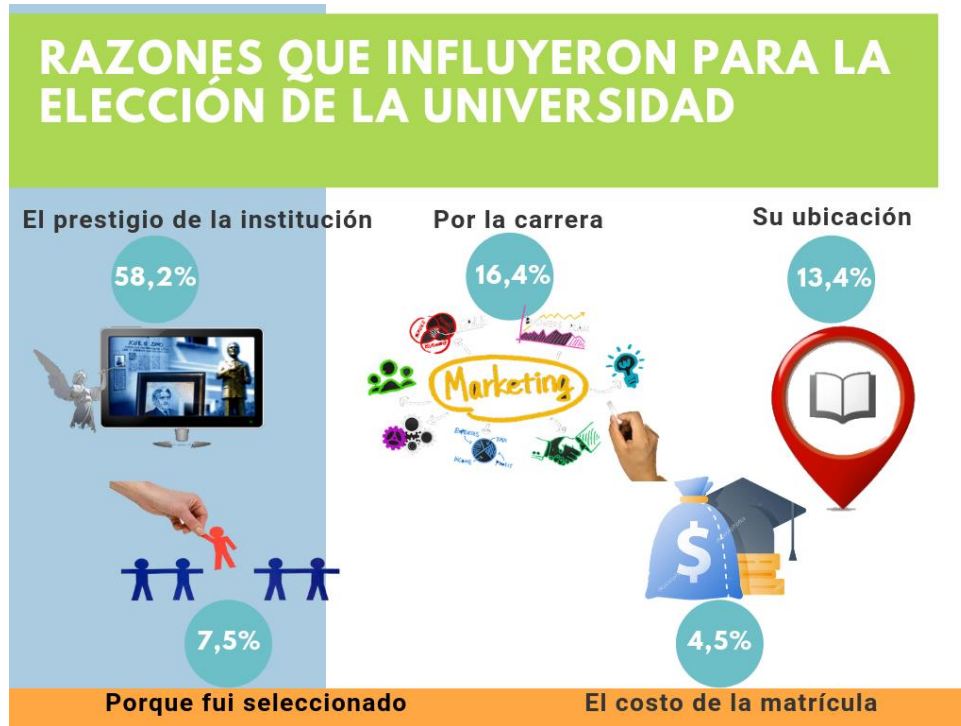 RAZONES QUE INFLUYERON PARA LA
ELECCIÓN DE LA UNIVERSIDAD
El prestigio de la institución
Por la carrera
Su ubicación
58,2%
16,4%
13,4%
Marketing
$
7,5%
4,5%
Porque fui seleccionado
El costo de la matrícula